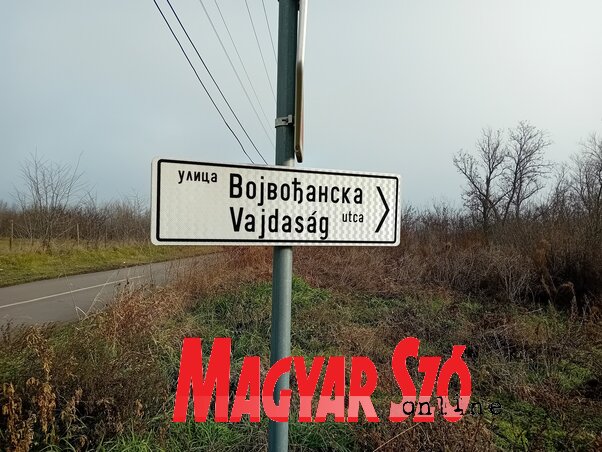 улица Војвођанска
Vajdaság utca
MAGYAR SZÓ
online